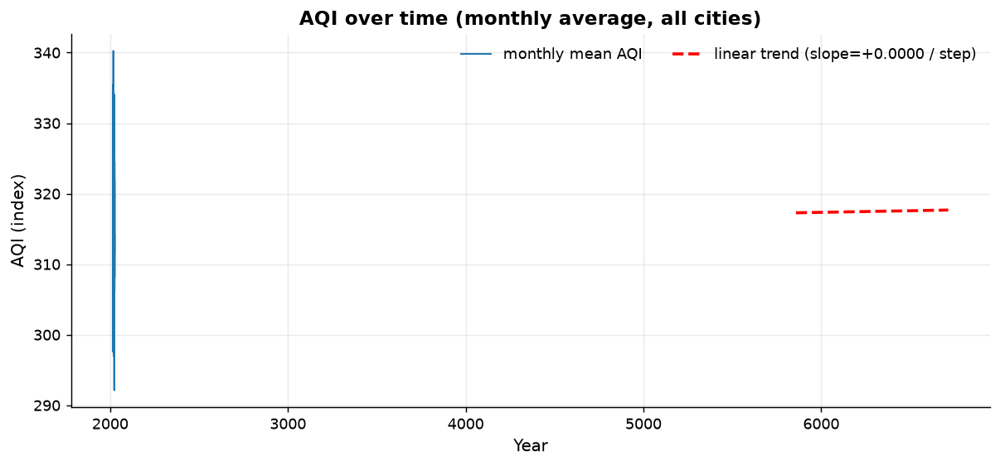 AQI over time (monthly average, all cities)
monthly mean AQI
linear trend (slope=+0.0000 / step)
AQI (index)
340
330
320
310
300
290
2000
3000
4000
5000
6000
Year